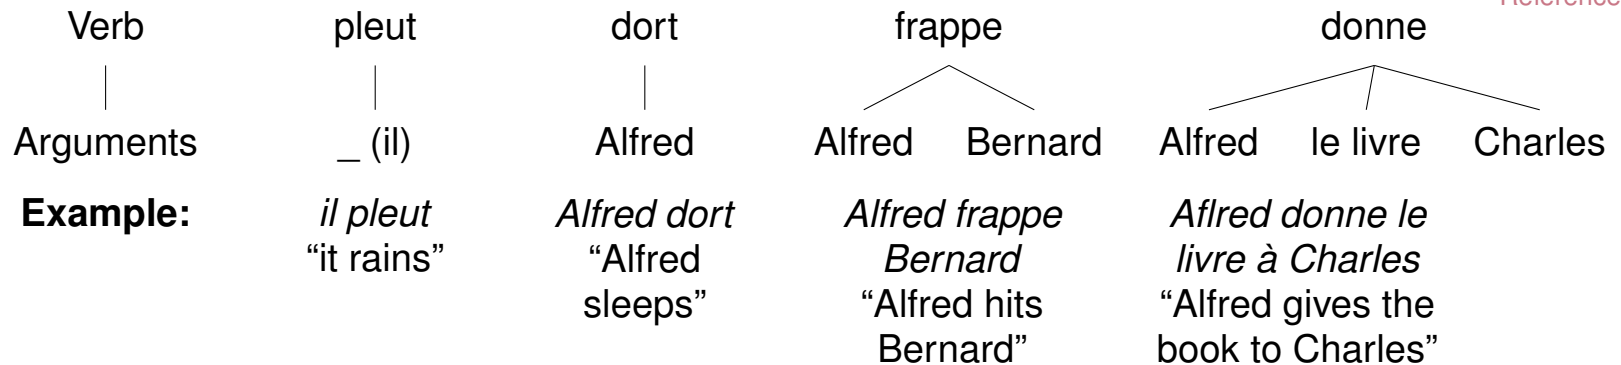 Reference
Verb pleut dort frappe donne
Arguments _ (il) Alfred Alfred Bernard Alfred le livre Charles
Example: il pleut Alfred dort Alfred frappe Aflred donne le
“it rains” “Alfred Bernard livre à Charles
sleeps” “Alfred hits “Alfred gives the
Bernard” book to Charles”